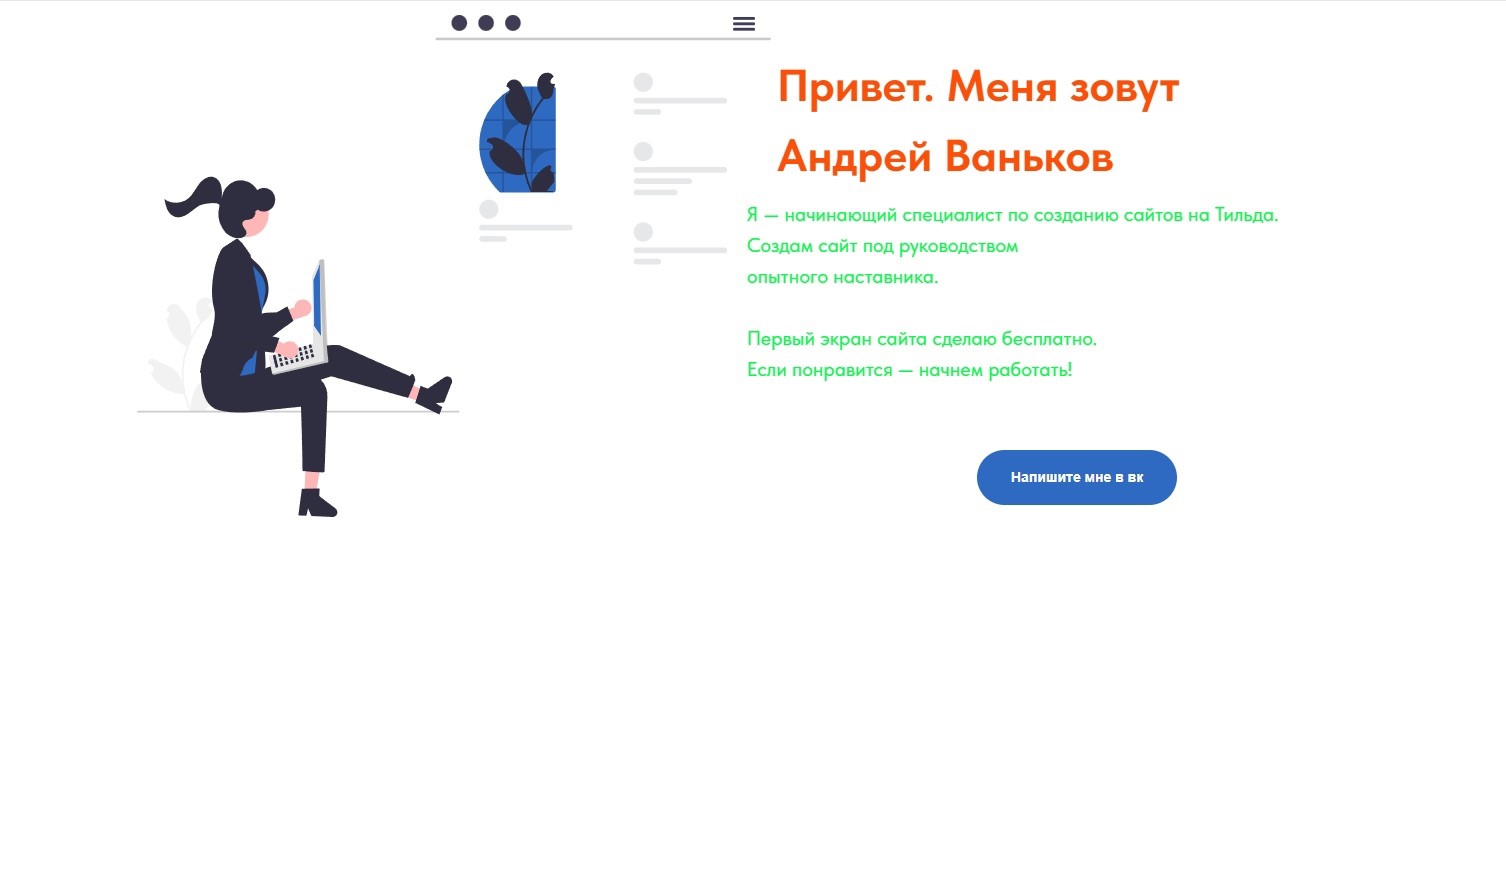 Привет. Меня зовут
Андрей Ваньков
Я — начинающий специалист по созданию сайтов на Тильда.
Создам сайт под руководством
опытного наставника.
Первый экран сайта сделаю бесплатно.
Если понравится — начнем работать!
Напишите мне в вк